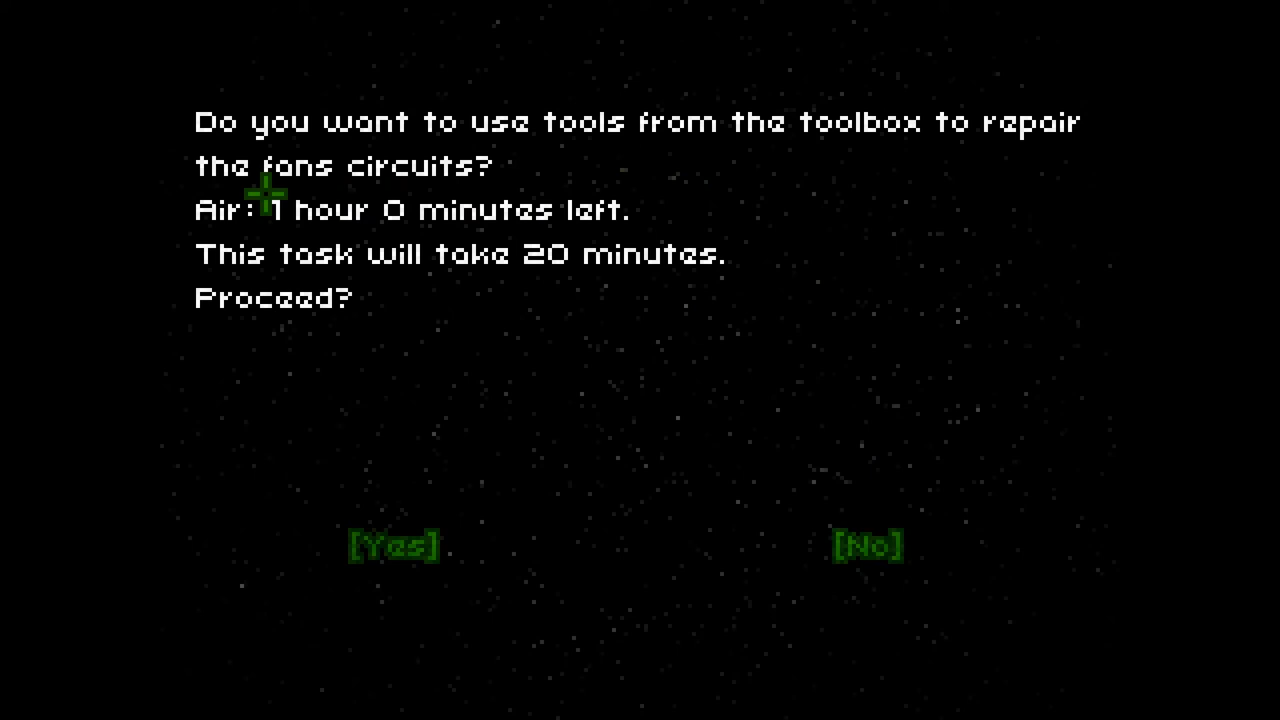 Do you want to use tools from the toolbox to repair
the fans circuits?
Air: 1 hour 0 minutes left.
This task will take 20 minutes.
Proceed?
[Yes] [No]